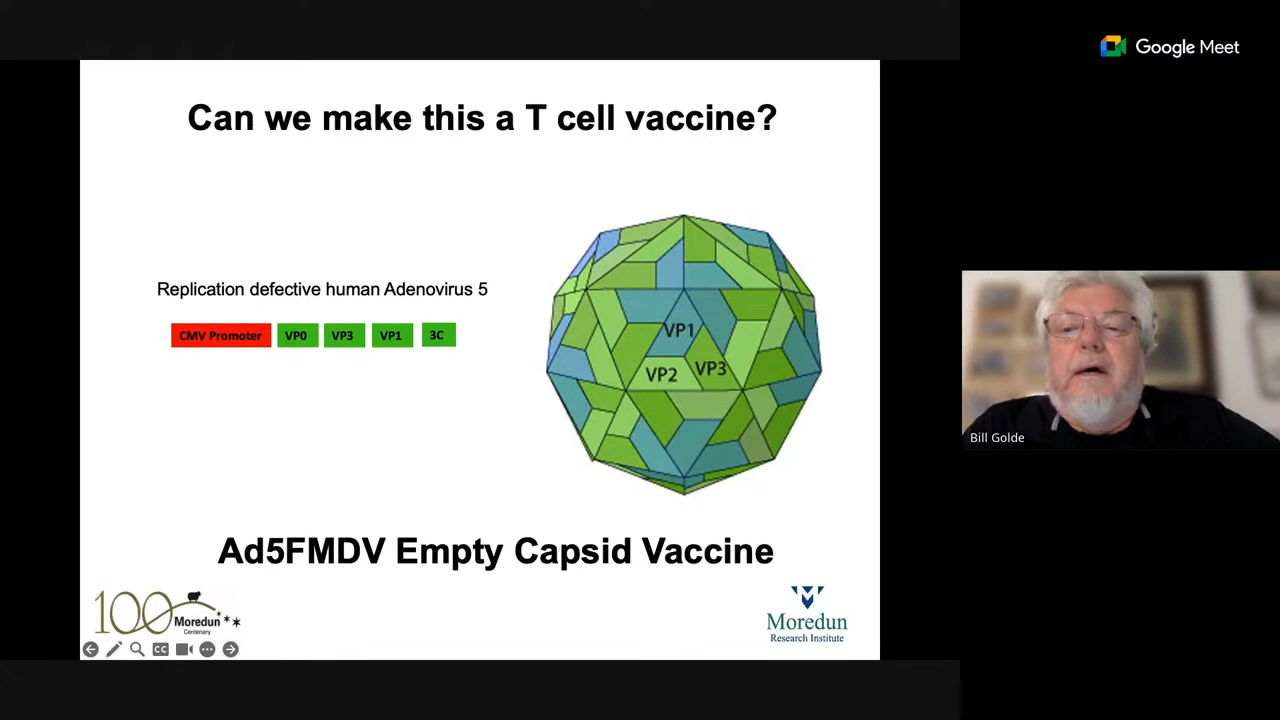 Google Meet
Can we make this a T cell vaccine?
Replication defective human Adenovirus 5
CMV Promoter VP0 VP3 VP1 3C
VP1
VP2 VP3
Ad5FMDV Empty Capsid Vaccine
100 Moredun
Centenary
Moredun
Research Institute
CC
Bill Golde